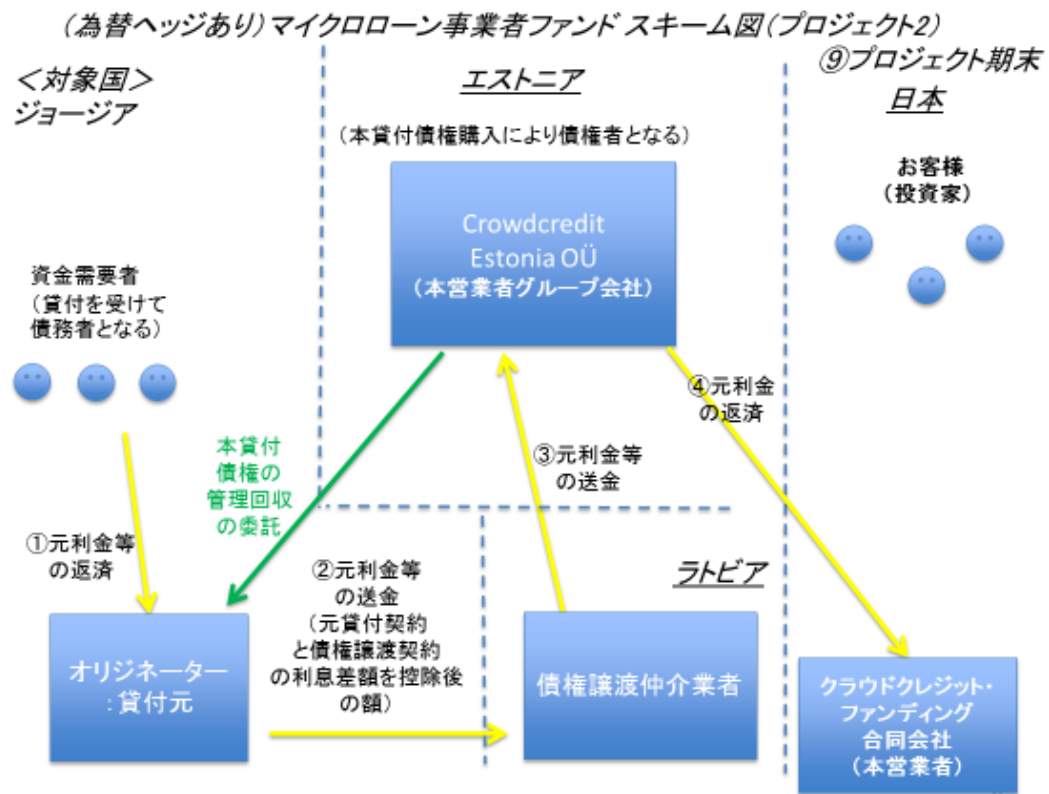 (為替ヘッジあり)マイクロローン事業者ファンド スキーム図(プロジェクト2)
<対象国>
ジョージア
エストニア
⑨プロジェクト期末
日本
(本貸付債権購入により債権者となる)
お客様
(投資家)
Crowdcredit
Estonia OÜ
(本営業者グループ会社)
資金需要者
(貸付を受けて
債務者となる)
④元利金
の返済
本貸付
債権の
管理回収
の委託
③元利金等
の送金
①元利金等
の返済
②元利金等
の送金
(元貸付契約
と債権譲渡契約
の利息差額を控除後
の額)
ラトビア
オリジネーター
:貸付元
債権譲渡仲介業者
クラウドクレジット・
ファンディング
合同会社
(本営業者)